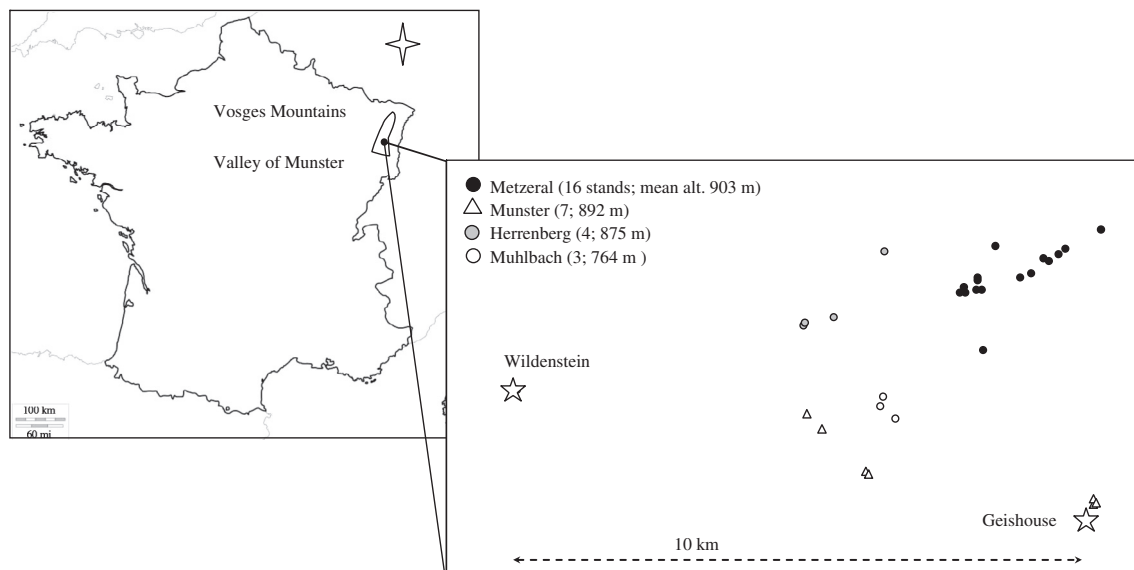 Vosges Mountains
Valley of Munster
100 km
60 mi
Metzeral (16 stands; mean alt. 903 m)
Munster (7; 892 m)
Herrenberg (4; 875 m)
Muhlbach (3; 764 m )
Wildenstein
Geishouse
10 km